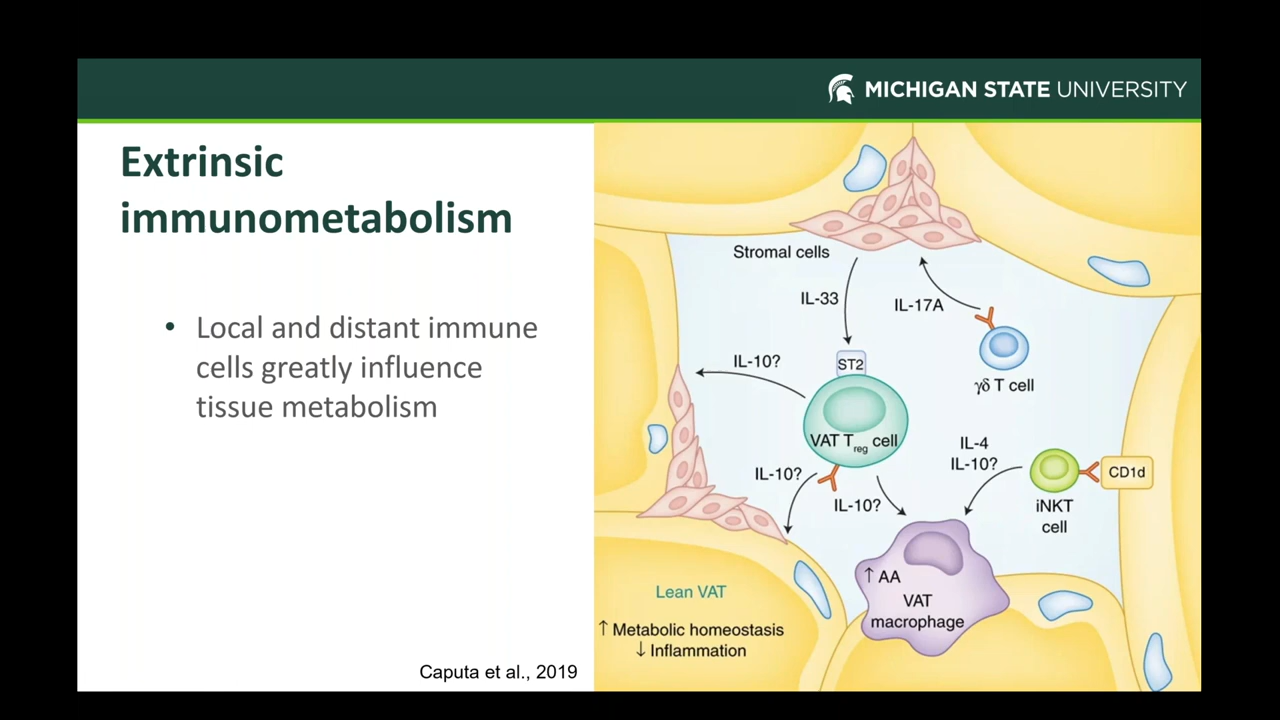 MICHIGAN STATE UNIVERSITY
Extrinsic
immunometabolism
• Local and distant immune
cells greatly influence
tissue metabolism
Caputa et al., 2019
Stromal cells
IL-33
IL-17A
ST2
γδ T cell
IL-10?
VAT Treg cell
IL-4
IL-10?
CD1d
iNKT
cell
IL-10?
IL-10?
↑ AA
VAT
macrophage
Lean VAT
↑ Metabolic homeostasis
↓ Inflammation